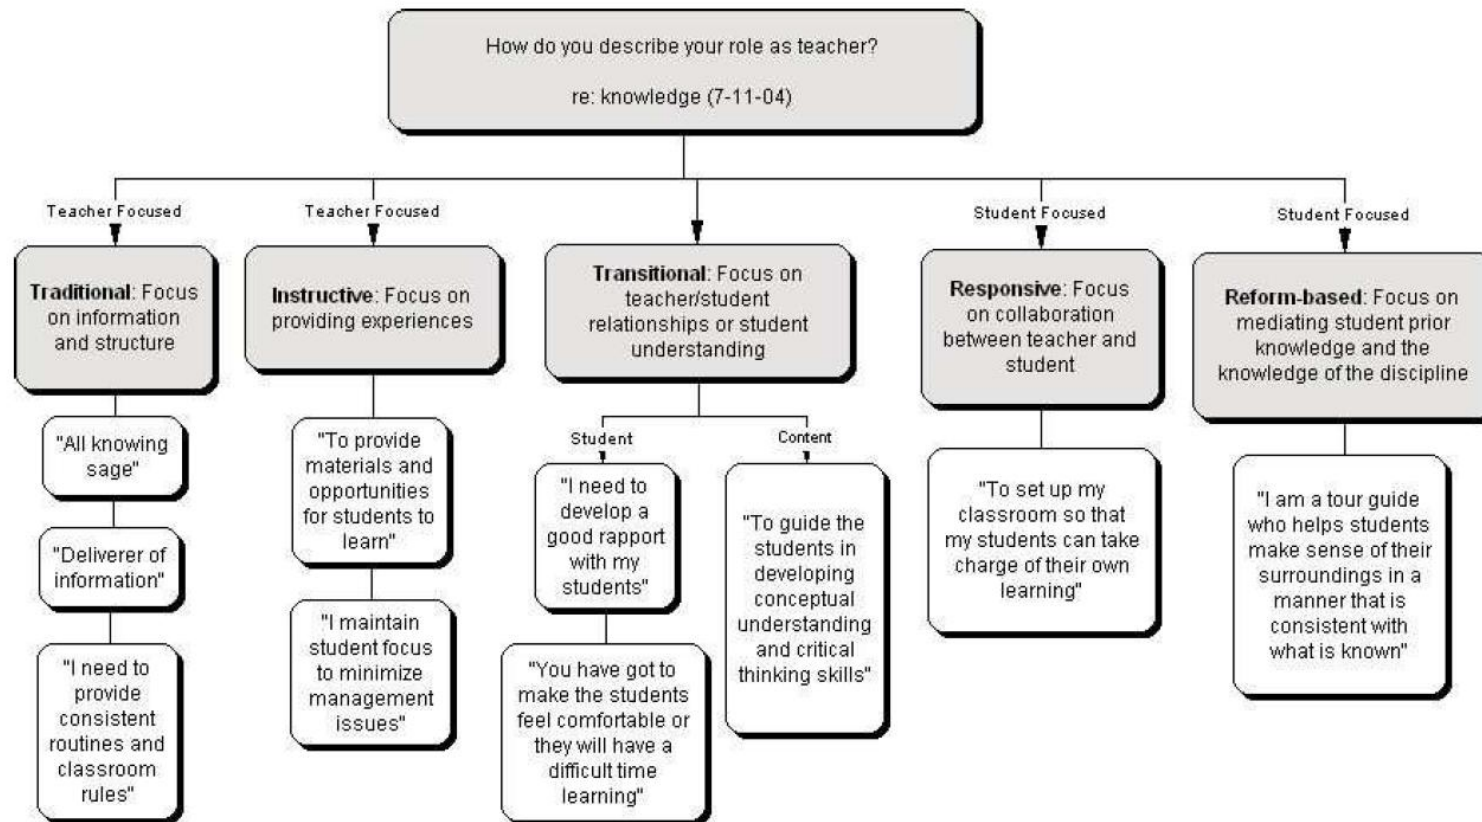 How do you describe your role as teacher?
re: knowledge (7-11-04)
Teacher Focused
Teacher Focused
Student Focused
Student Focused
Traditional: Focus
on information
and structure
Instructive: Focus on
providing experiences
Transitional: Focus on
teacher/student
relationships or student
understanding
Responsive: Focus
on collaboration
between teacher and
student
Reform-based: Focus on
mediating student prior
knowledge and the
knowledge of the discipline
"All knowing
sage"
"Deliverer of
information"
"I need to
provide
consistent
routines and
classroom
rules"
"To provide
materials and
opportunities
for students to
learn"
"I maintain
student focus
to minimize
management
issues"
Student
Content
"I need to
develop a
good rapport
with my
students"
"You have got to
make the students
feel comfortable or
they will have a
difficult time
learning"
"To guide the
students in
developing
conceptual
understanding
and critical
thinking skills"
"To set up my
classroom so that
my students can take
charge of their own
learning"
"I am a tour guide
who helps students
make sense of their
surroundings in a
manner that is
consistent with
what is known"